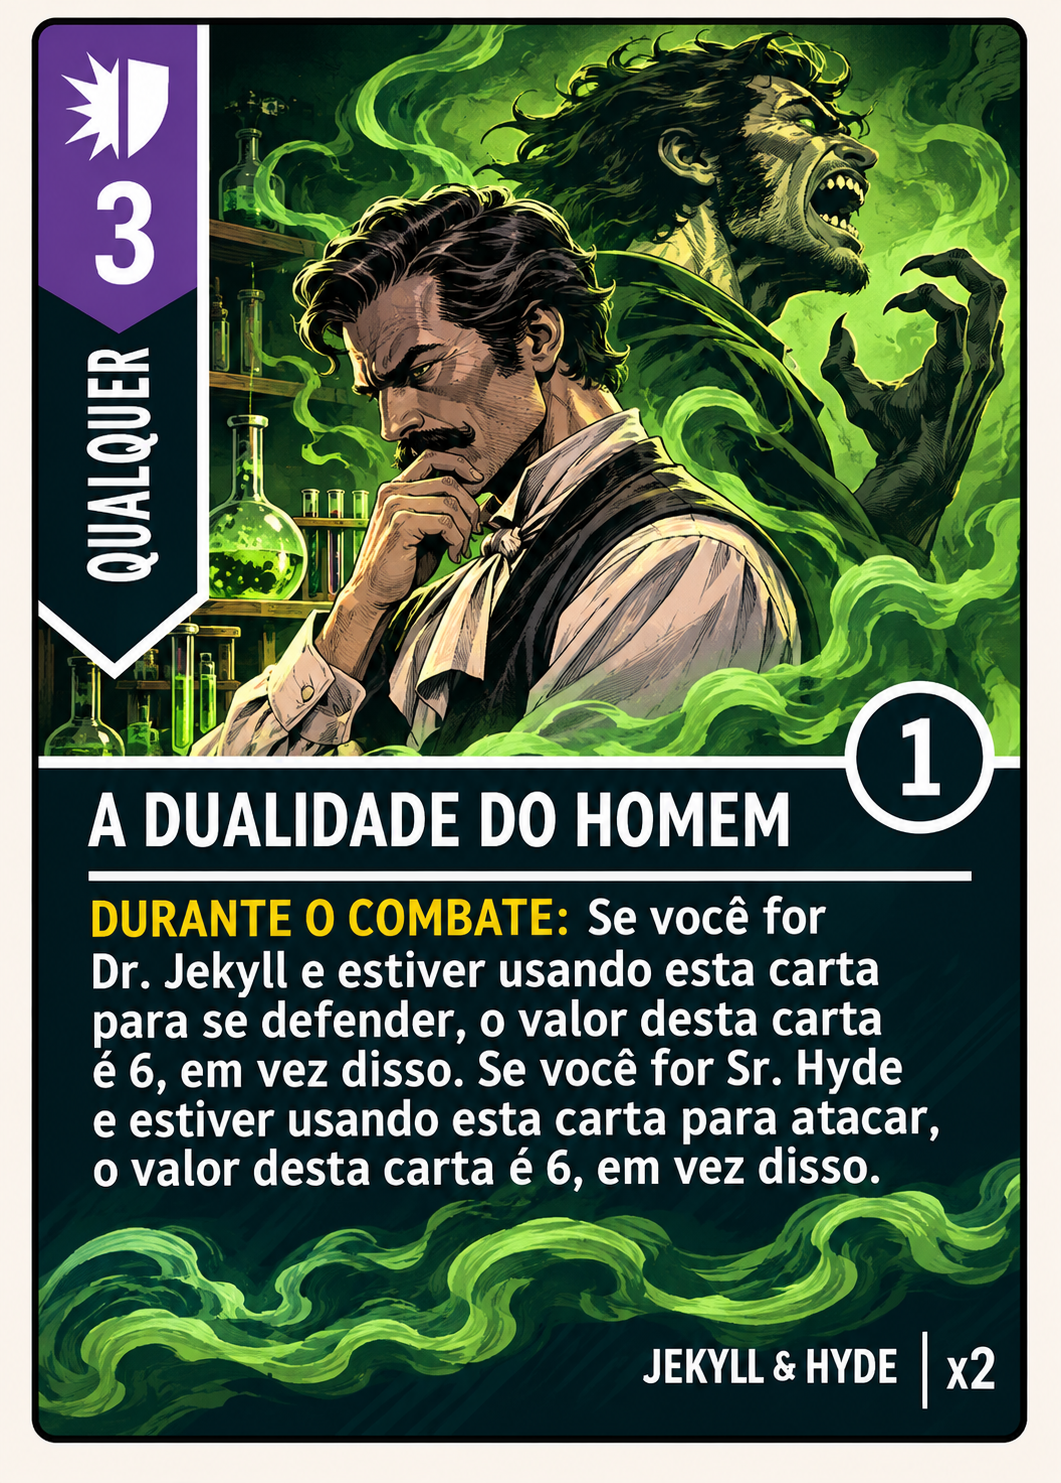 3
QUALQUER
1
A DUALIDADE DO HOMEM
DURANTE O COMBATE: Se você for
Dr. Jekyll e estiver usando esta carta
para se defender, o valor desta carta
é 6, em vez disso. Se você for Sr. Hyde
e estiver usando esta carta para atacar,
o valor desta carta é 6, em vez disso.
JEKYLL & HYDE | x2